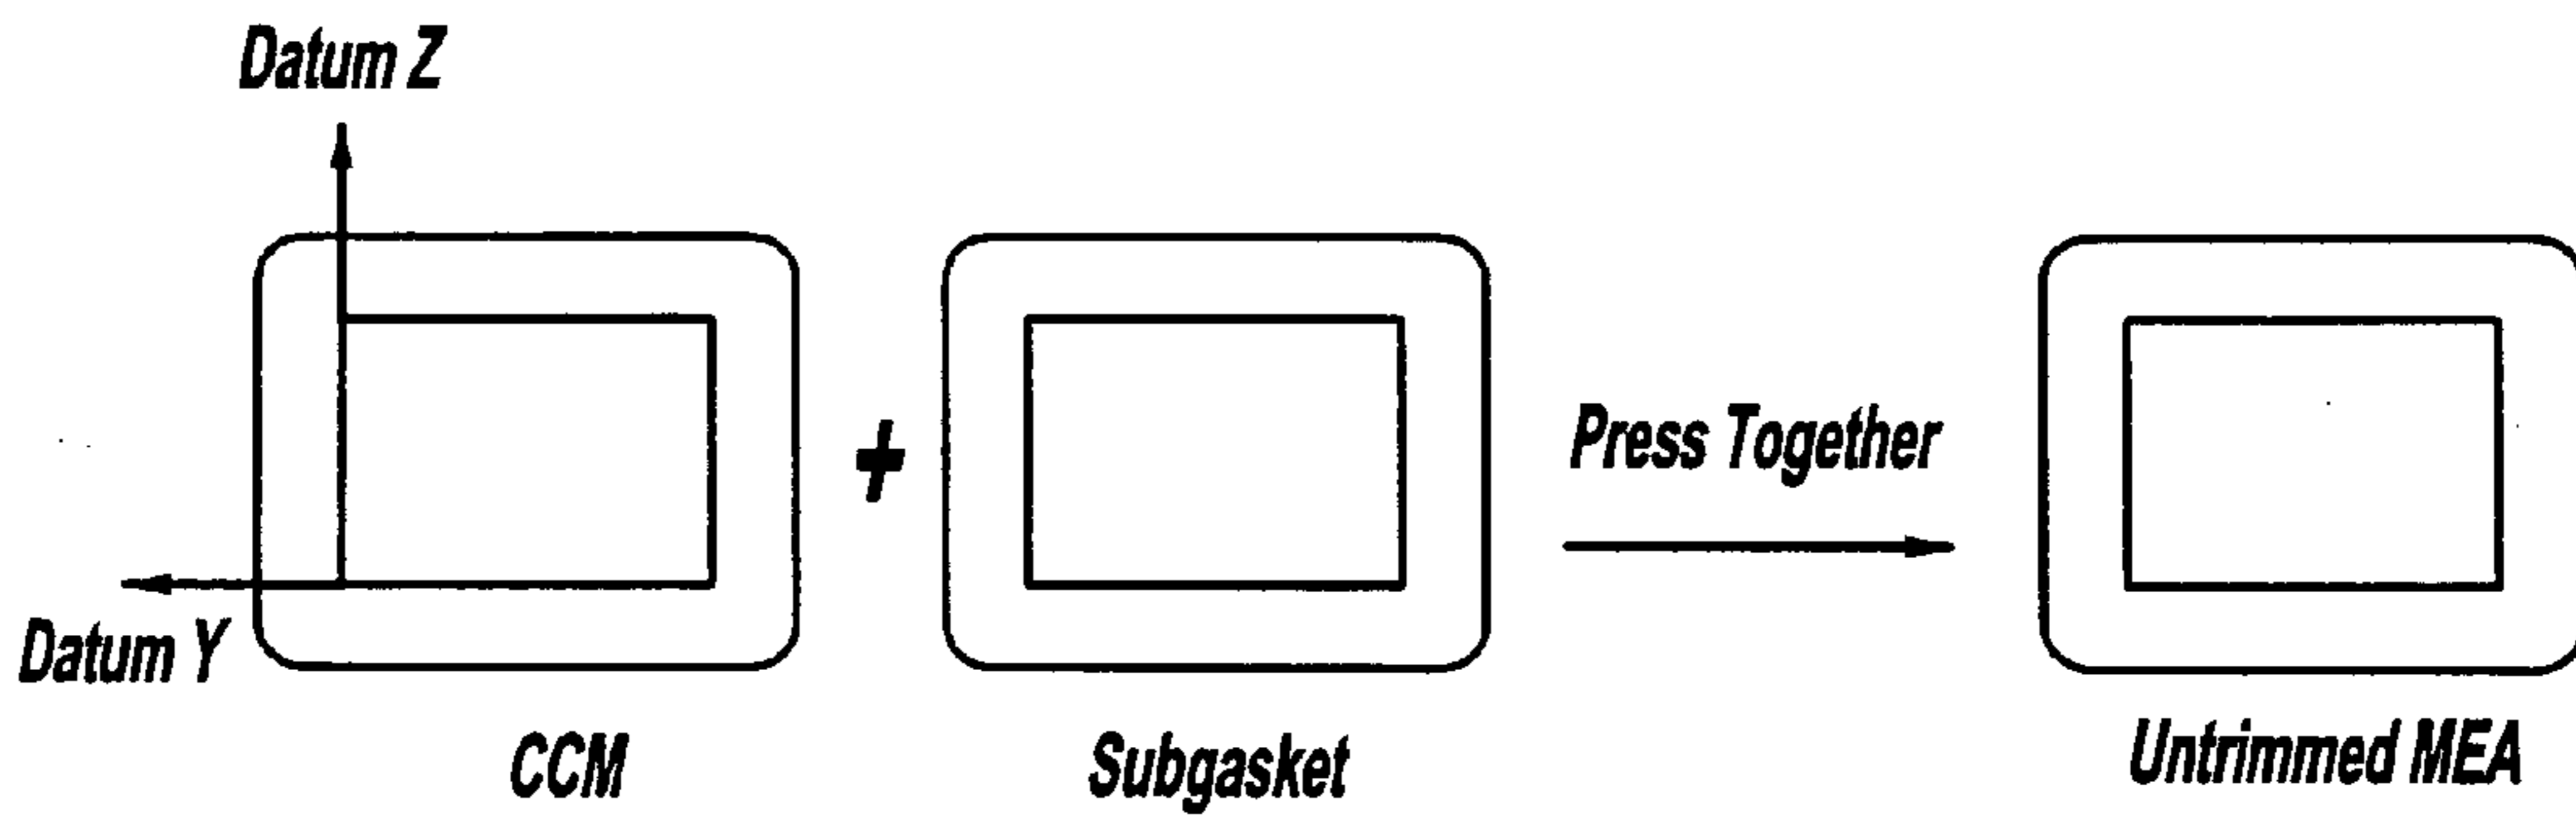 Datum Z
+
Press Together
Datum Y
CCM
Subgasket
Untrimmed MEA